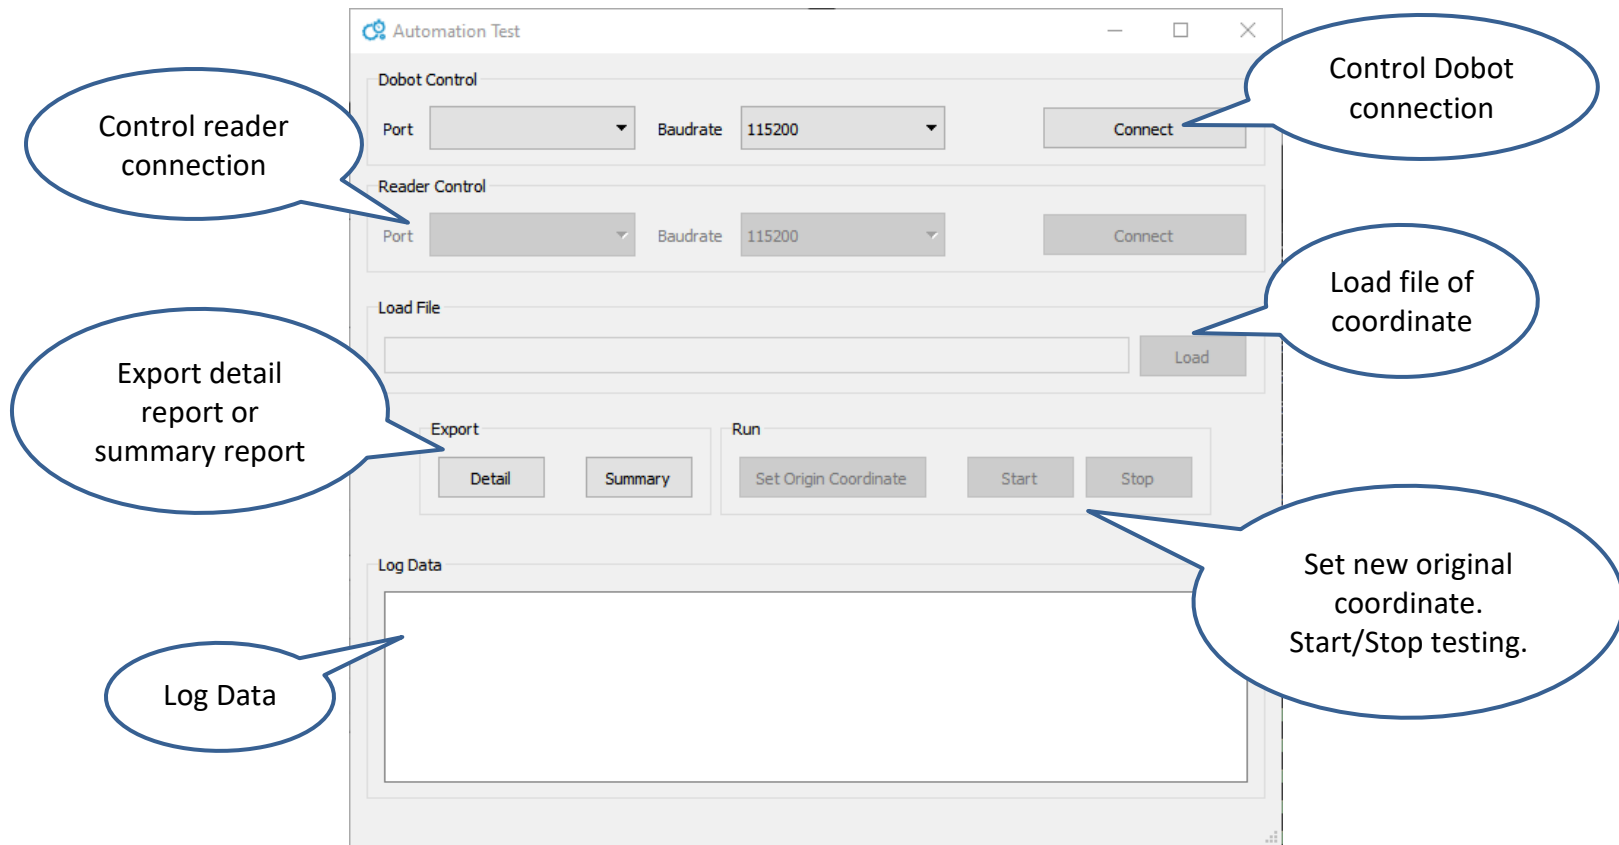 Automation Test
Dobot Control
Port
Baudrate
115200
Connect
Control Dobot
connection
Control reader
connection
Reader Control
Port
Baudrate
115200
Connect
Load File
Load
Load file of
coordinate
Export detail
report or
summary report
Export
Detail
Summary
Run
Set Origin Coordinate
Start
Stop
Set new original
coordinate.
Start/Stop testing.
Log Data
Log Data